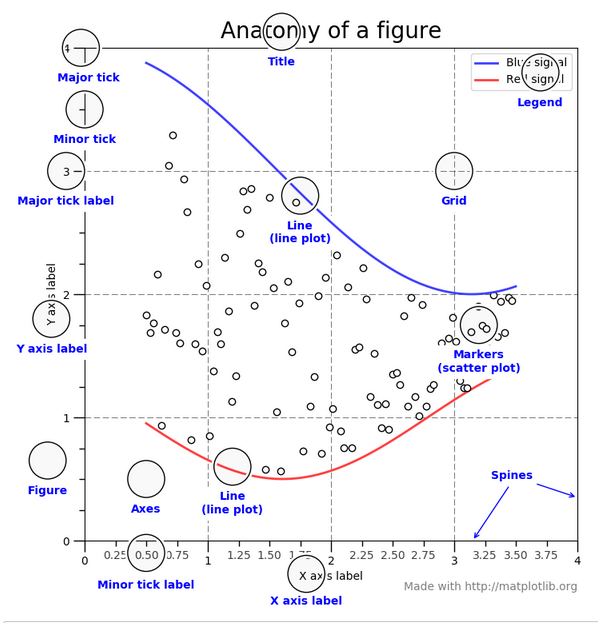 Anatomy of a figure
Title
4
Major tick
Blue signal
Red signal
Legend
Minor tick
3
Major tick label
Grid
Line
(line plot)
2
Y axis label
Y axis label
Markers
(scatter plot)
1
Figure
Axes
Line
(line plot)
Spines
0
0 0.25 0.50 0.75 1 1.25 1.50 1.75 2 2.25 2.50 2.75 3 3.25 3.50 3.75 4
Minor tick label
X axis label
X axis label
Made with http://matplotlib.org